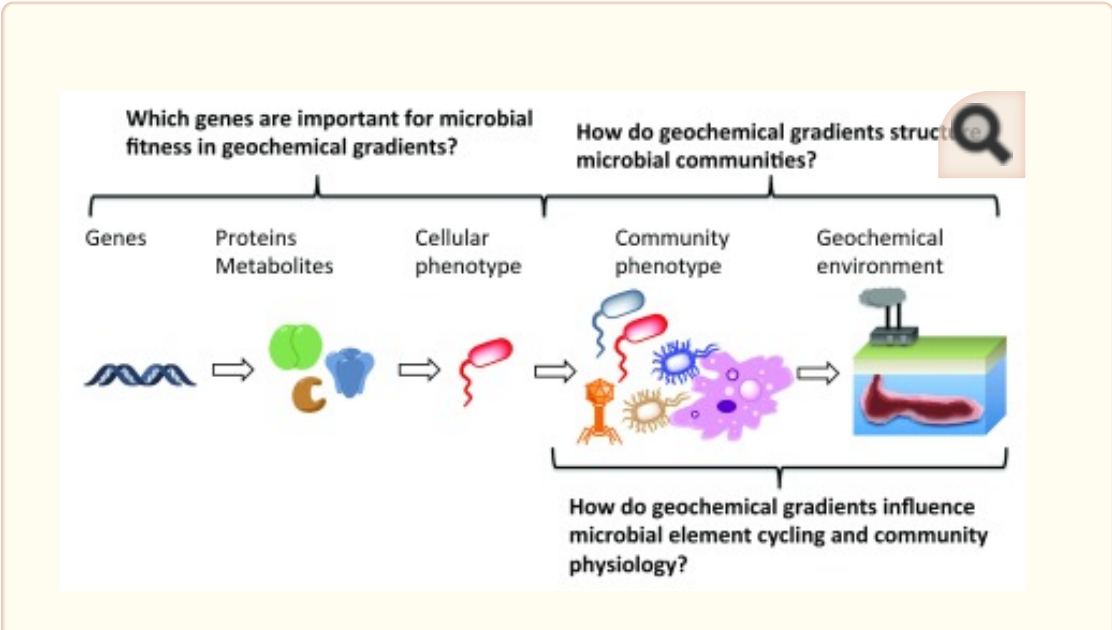 Which genes are important for microbial
fitness in geochemical gradients?
How do geochemical gradients structure
microbial communities?
Genes
Proteins
Metabolites
Cellular
phenotype
Community
phenotype
Geochemical
environment
How do geochemical gradients influence
microbial element cycling and community
physiology?